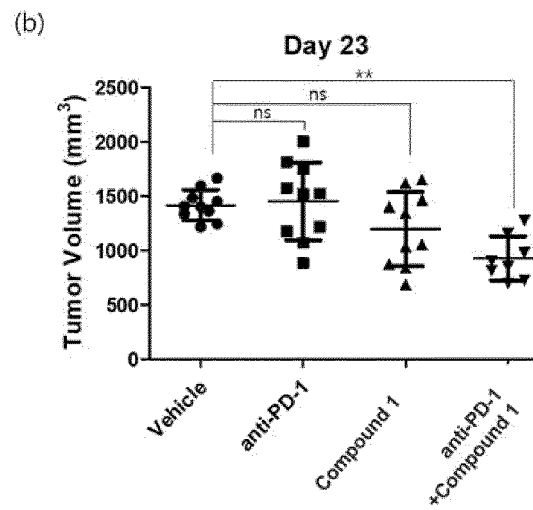 (b)
Day 23
**
ns
ns
Tumor Volume (mm³)
2500
2000
1500
1000
500
0
Vehicle
anti-PD-1
Compound 1
anti-PD-1
+Compound 1